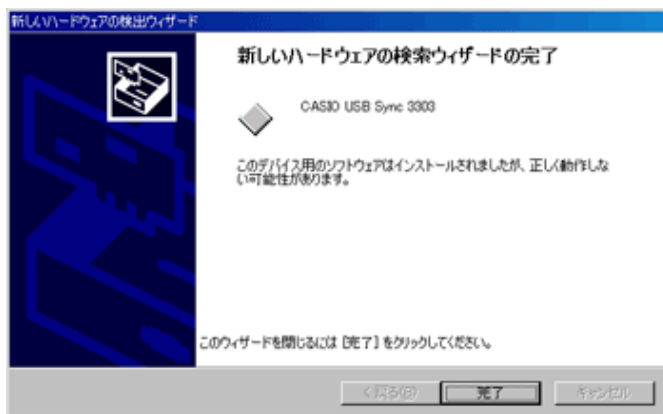 新しいハードウェアの検出ウィザード
新しいハードウェアの検索ウィザードの完了
CASIO USB Sync 3303
このデバイス用のソフトウェアはインストールされましたが、正しく動作しな
い可能性があります。
このウィザードを閉じるには [完了] をクリックしてください。
< 戻る(B)
完了
キャンセル